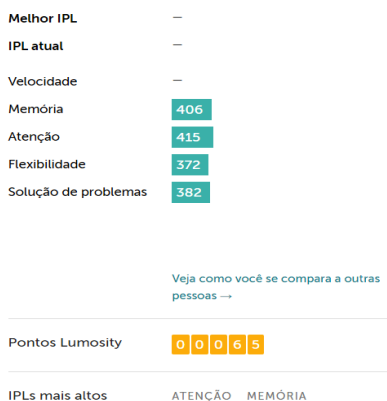 Melhor IPL —
IPL atual —
Velocidade —
Memória 406
Atenção 415
Flexibilidade 372
Solução de problemas 382
Veja como você se compara a outras
pessoas →
Pontos Lumosity 0 0 0 6 5
IPLs mais altos ATENÇÃO MEMÓRIA